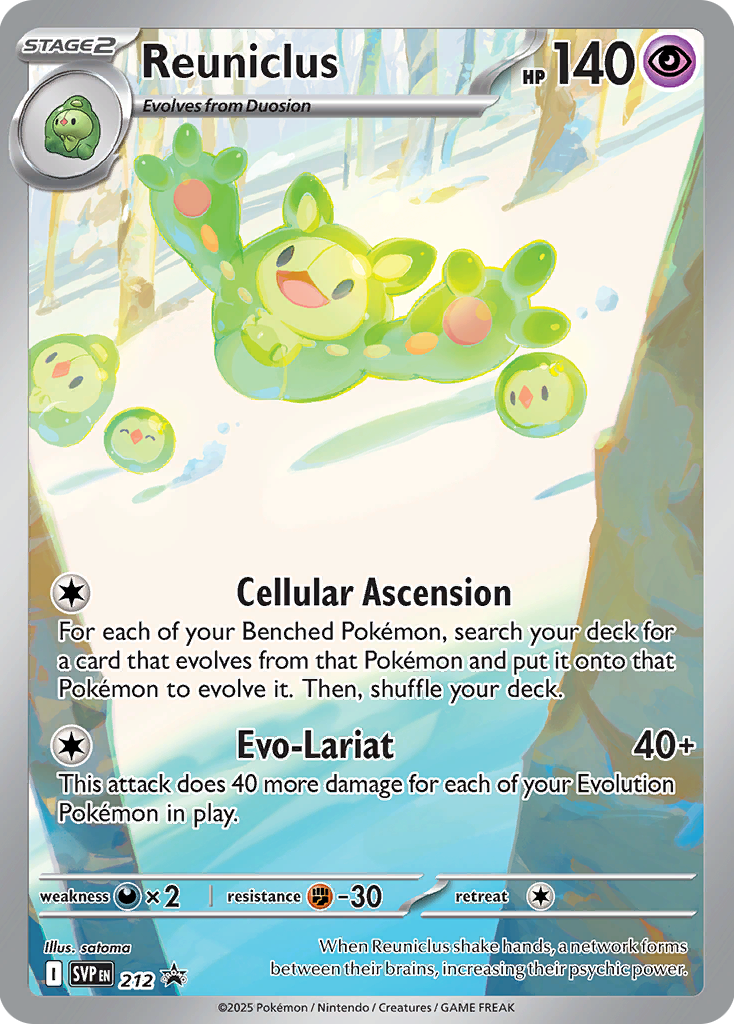 STAGE 2
Reuniclus
HP 140
Evolves from Duosion
Cellular Ascension
For each of your Benched Pokémon, search your deck for
a card that evolves from that Pokémon and put it onto that
Pokémon to evolve it. Then, shuffle your deck.
Evo-Lariat 40+
This attack does 40 more damage for each of your Evolution
Pokémon in play.
weakness ×2 resistance -30 retreat
Illus. satoma
When Reuniclus shake hands, a network forms
between their brains, increasing their psychic power.
I SVP EN 212
©2025 Pokémon / Nintendo / Creatures / GAME FREAK